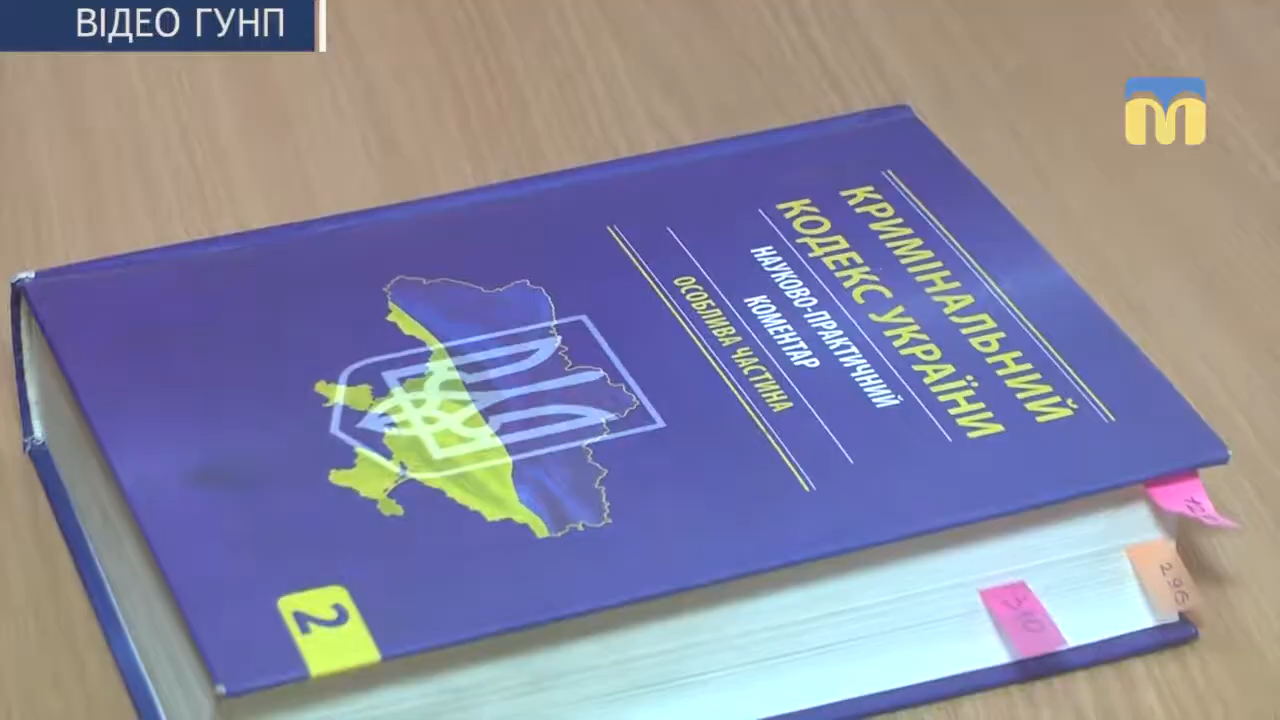 ВІДЕО ГУНП
КРИМІНАЛЬНИЙ
КОДЕКС УКРАЇНИ
НАУКОВО-ПРАКТИЧНИЙ
КОМЕНТАР
ОСОБЛИВА ЧАСТИНА
2
296
310